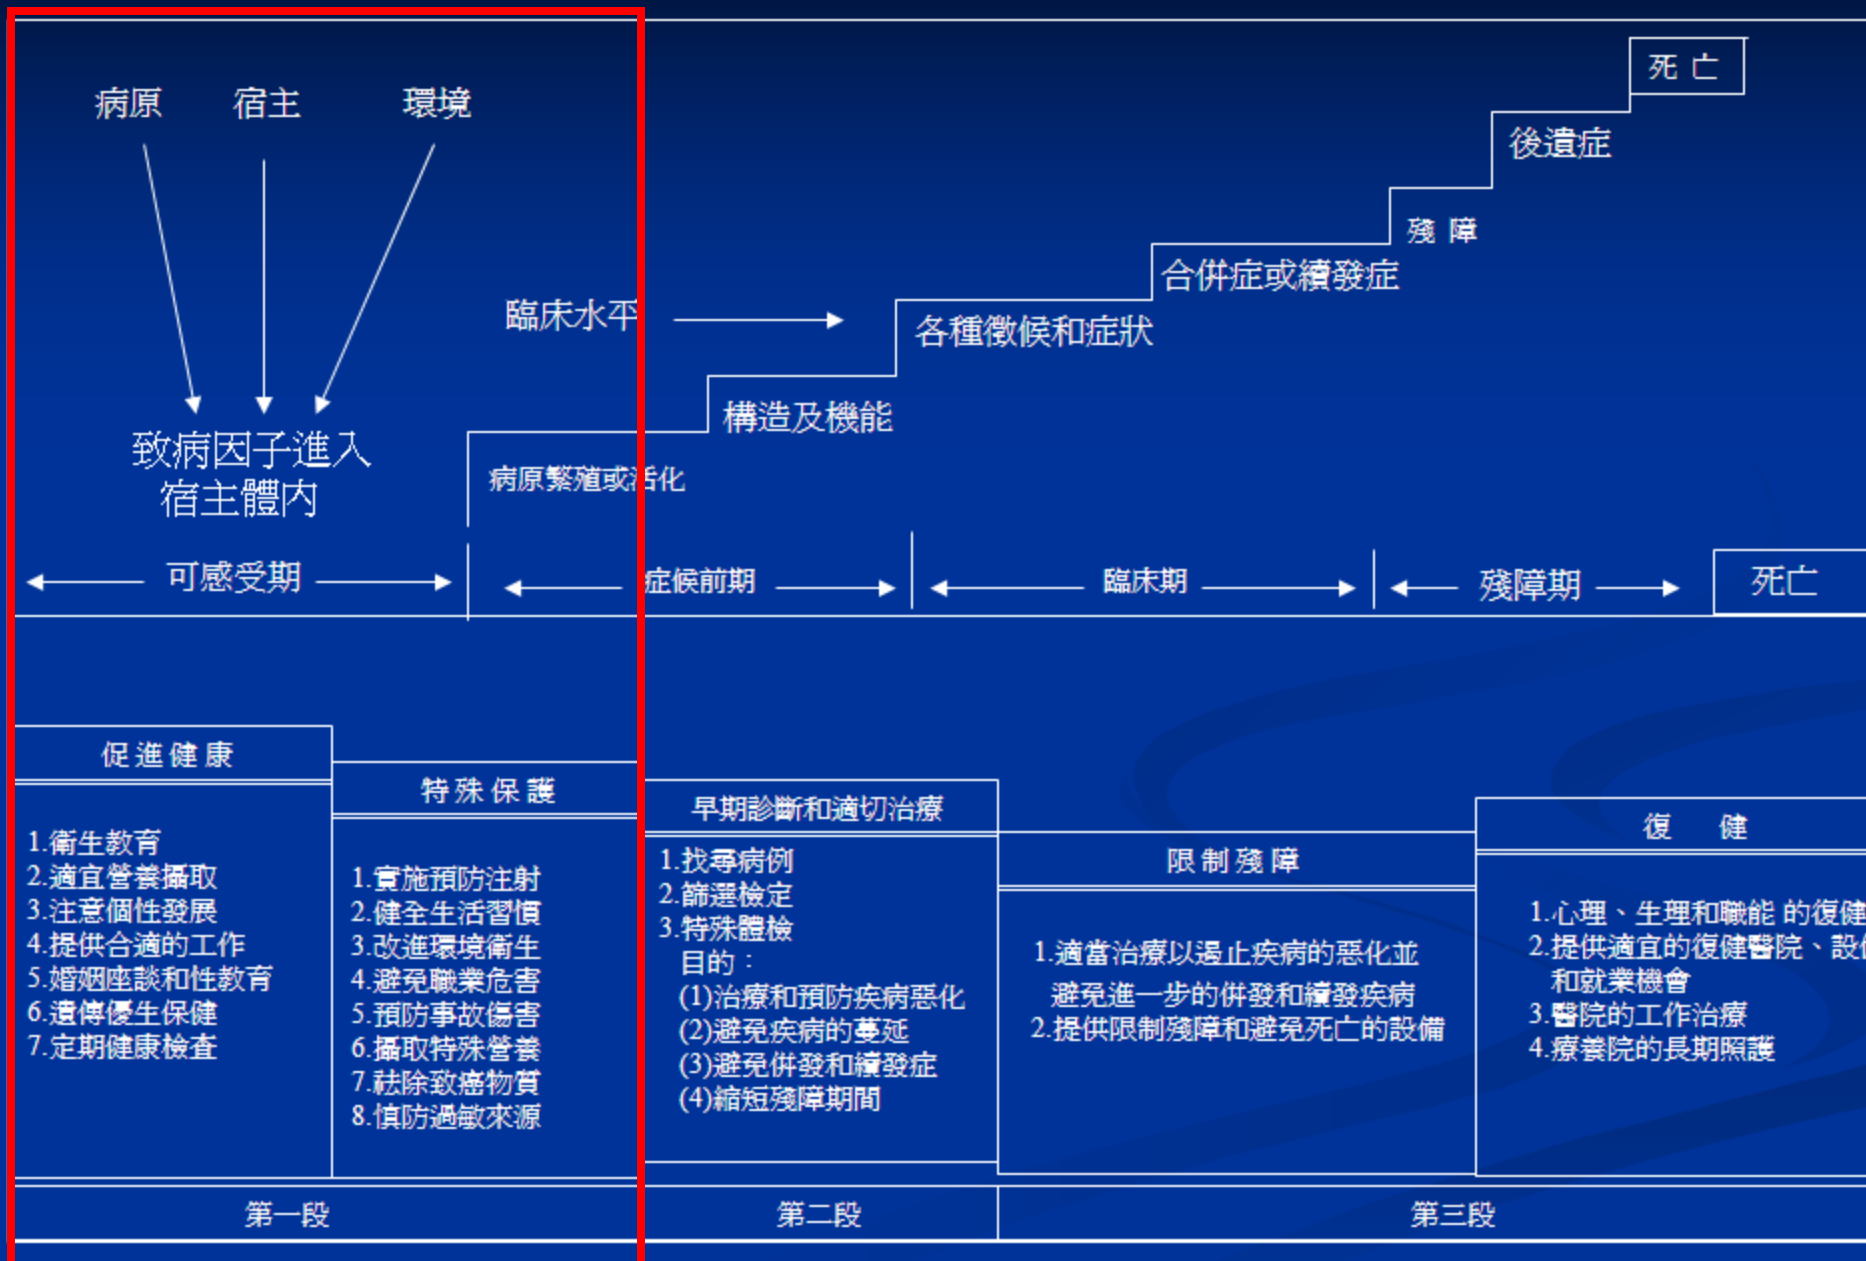 死亡
後遺症
殘障
合併症或續發症
各種徵候和症狀
構造及機能
病原繁殖或活化
臨床水平
病原 宿主 環境
致病因子進入
宿主體內
可感受期 症候前期 臨床期 殘障期 死亡
促進健康
1.衛生教育
2.適宜營養攝取
3.注意個性發展
4.提供合適的工作
5.婚姻座談和性教育
6.遺傳優生保健
7.定期健康檢查
特殊保護
1.實施預防注射
2.健全生活習慣
3.改進環境衛生
4.避免職業危害
5.預防事故傷害
6.攝取特殊營養
7.祛除致癌物質
8.慎防過敏來源
早期診斷和適切治療
1.找尋病例
2.篩選檢定
3.特殊體檢
目的：
(1)治療和預防疾病惡化
(2)避免疾病的蔓延
(3)避免併發和續發症
(4)縮短殘障期間
限制殘障
1.適當治療以遏止疾病的惡化並
避免進一步的併發和續發疾病
2.提供限制殘障和避免死亡的設備
復 健
1.心理、生理和職能 的復健
2.提供適宜的復健醫院、設
和就業機會
3.醫院的工作治療
4.療養院的長期照護
第一段 第二段 第三段